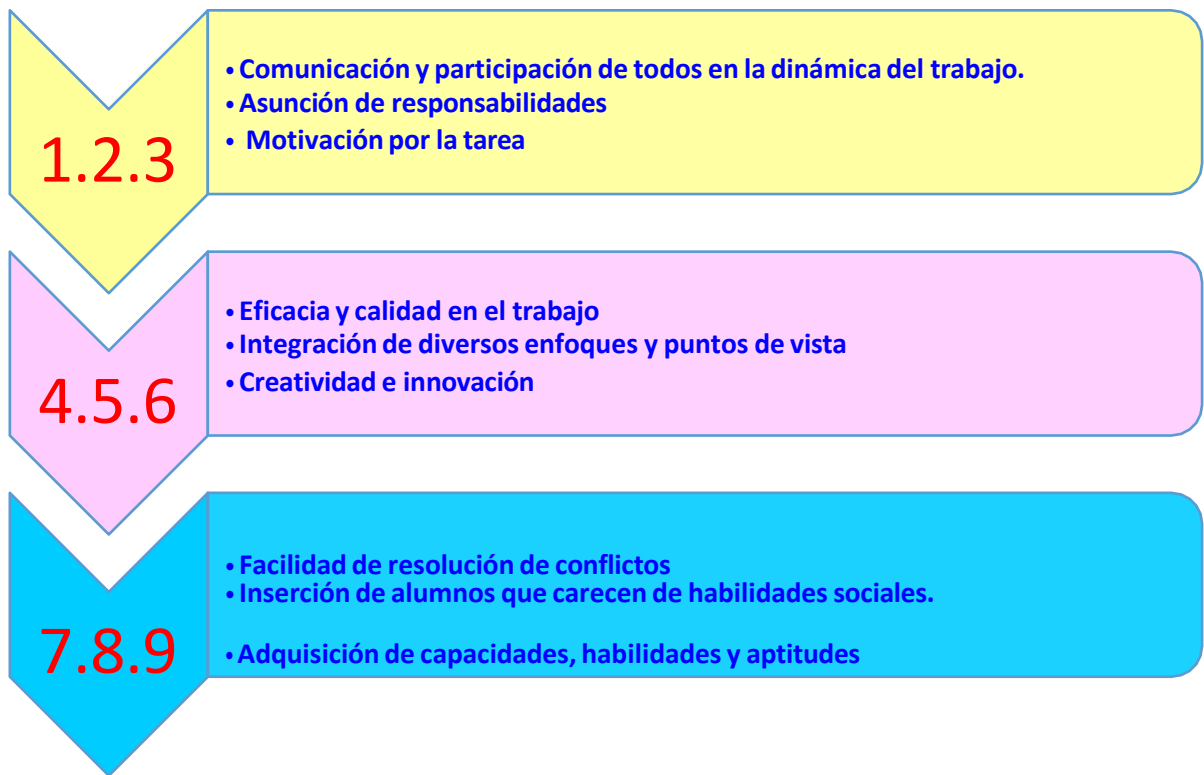 1.2.3
• Comunicación y participación de todos en la dinámica del trabajo.
• Asunción de responsabilidades
• Motivación por la tarea
4.5.6
• Eficacia y calidad en el trabajo
• Integración de diversos enfoques y puntos de vista
• Creatividad e innovación
7.8.9
• Facilidad de resolución de conflictos
• Inserción de alumnos que carecen de habilidades sociales.
• Adquisición de capacidades, habilidades y aptitudes